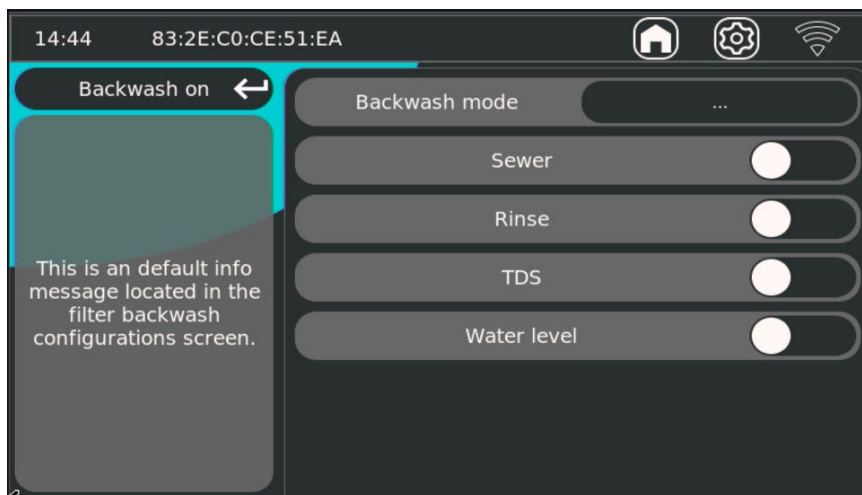 14:44 83:2E:C0:CE:51:EA
Backwash on
This is an default info
message located in the
filter backwash
configurations screen.
Backwash mode ...
Sewer
Rinse
TDS
Water level